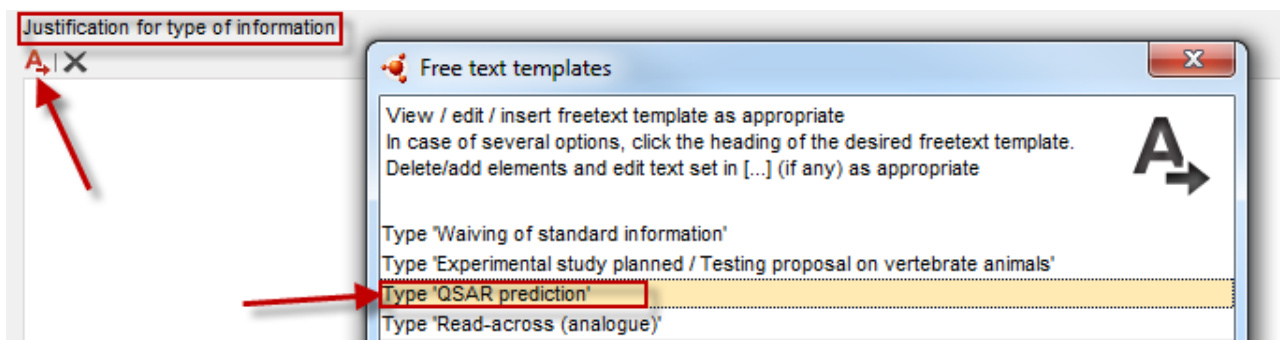 Justification for type of information
A
Free text templates
X
View / edit / insert freetext template as appropriate
In case of several options, click the heading of the desired freetext template.
Delete/add elements and edit text set in [...] (if any) as appropriate
A
Type 'Waiving of standard information'
Type 'Experimental study planned / Testing proposal on vertebrate animals'
Type 'QSAR prediction'
Type 'Read-across (analogue)'